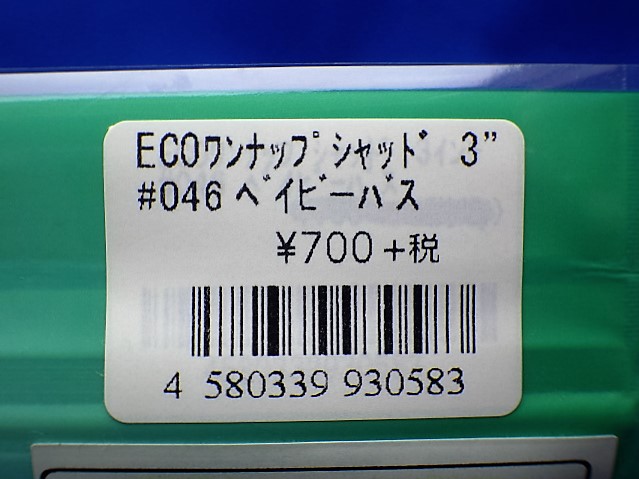 ECOﾜﾝﾅｯﾌﾟｼｬｯﾄﾞ 3”
#046 ﾍﾞｲﾋﾞｰﾊﾞｽ
¥700+税
4 580339 930583